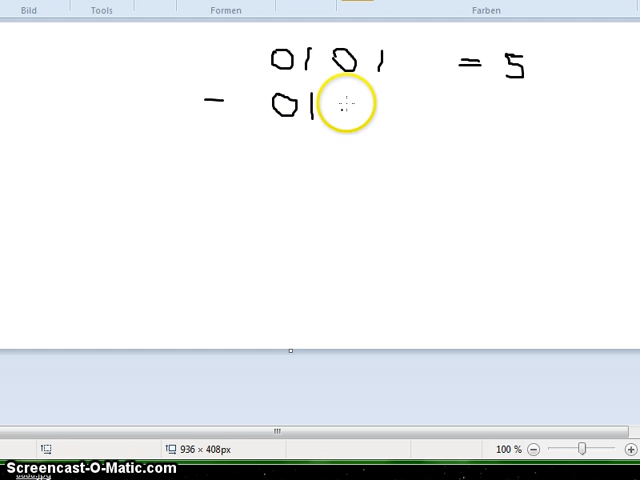 Bild Tools Formen Farben
0101 = 5
- 01
936 × 408px 100 %
Screencast-O-Matic.com